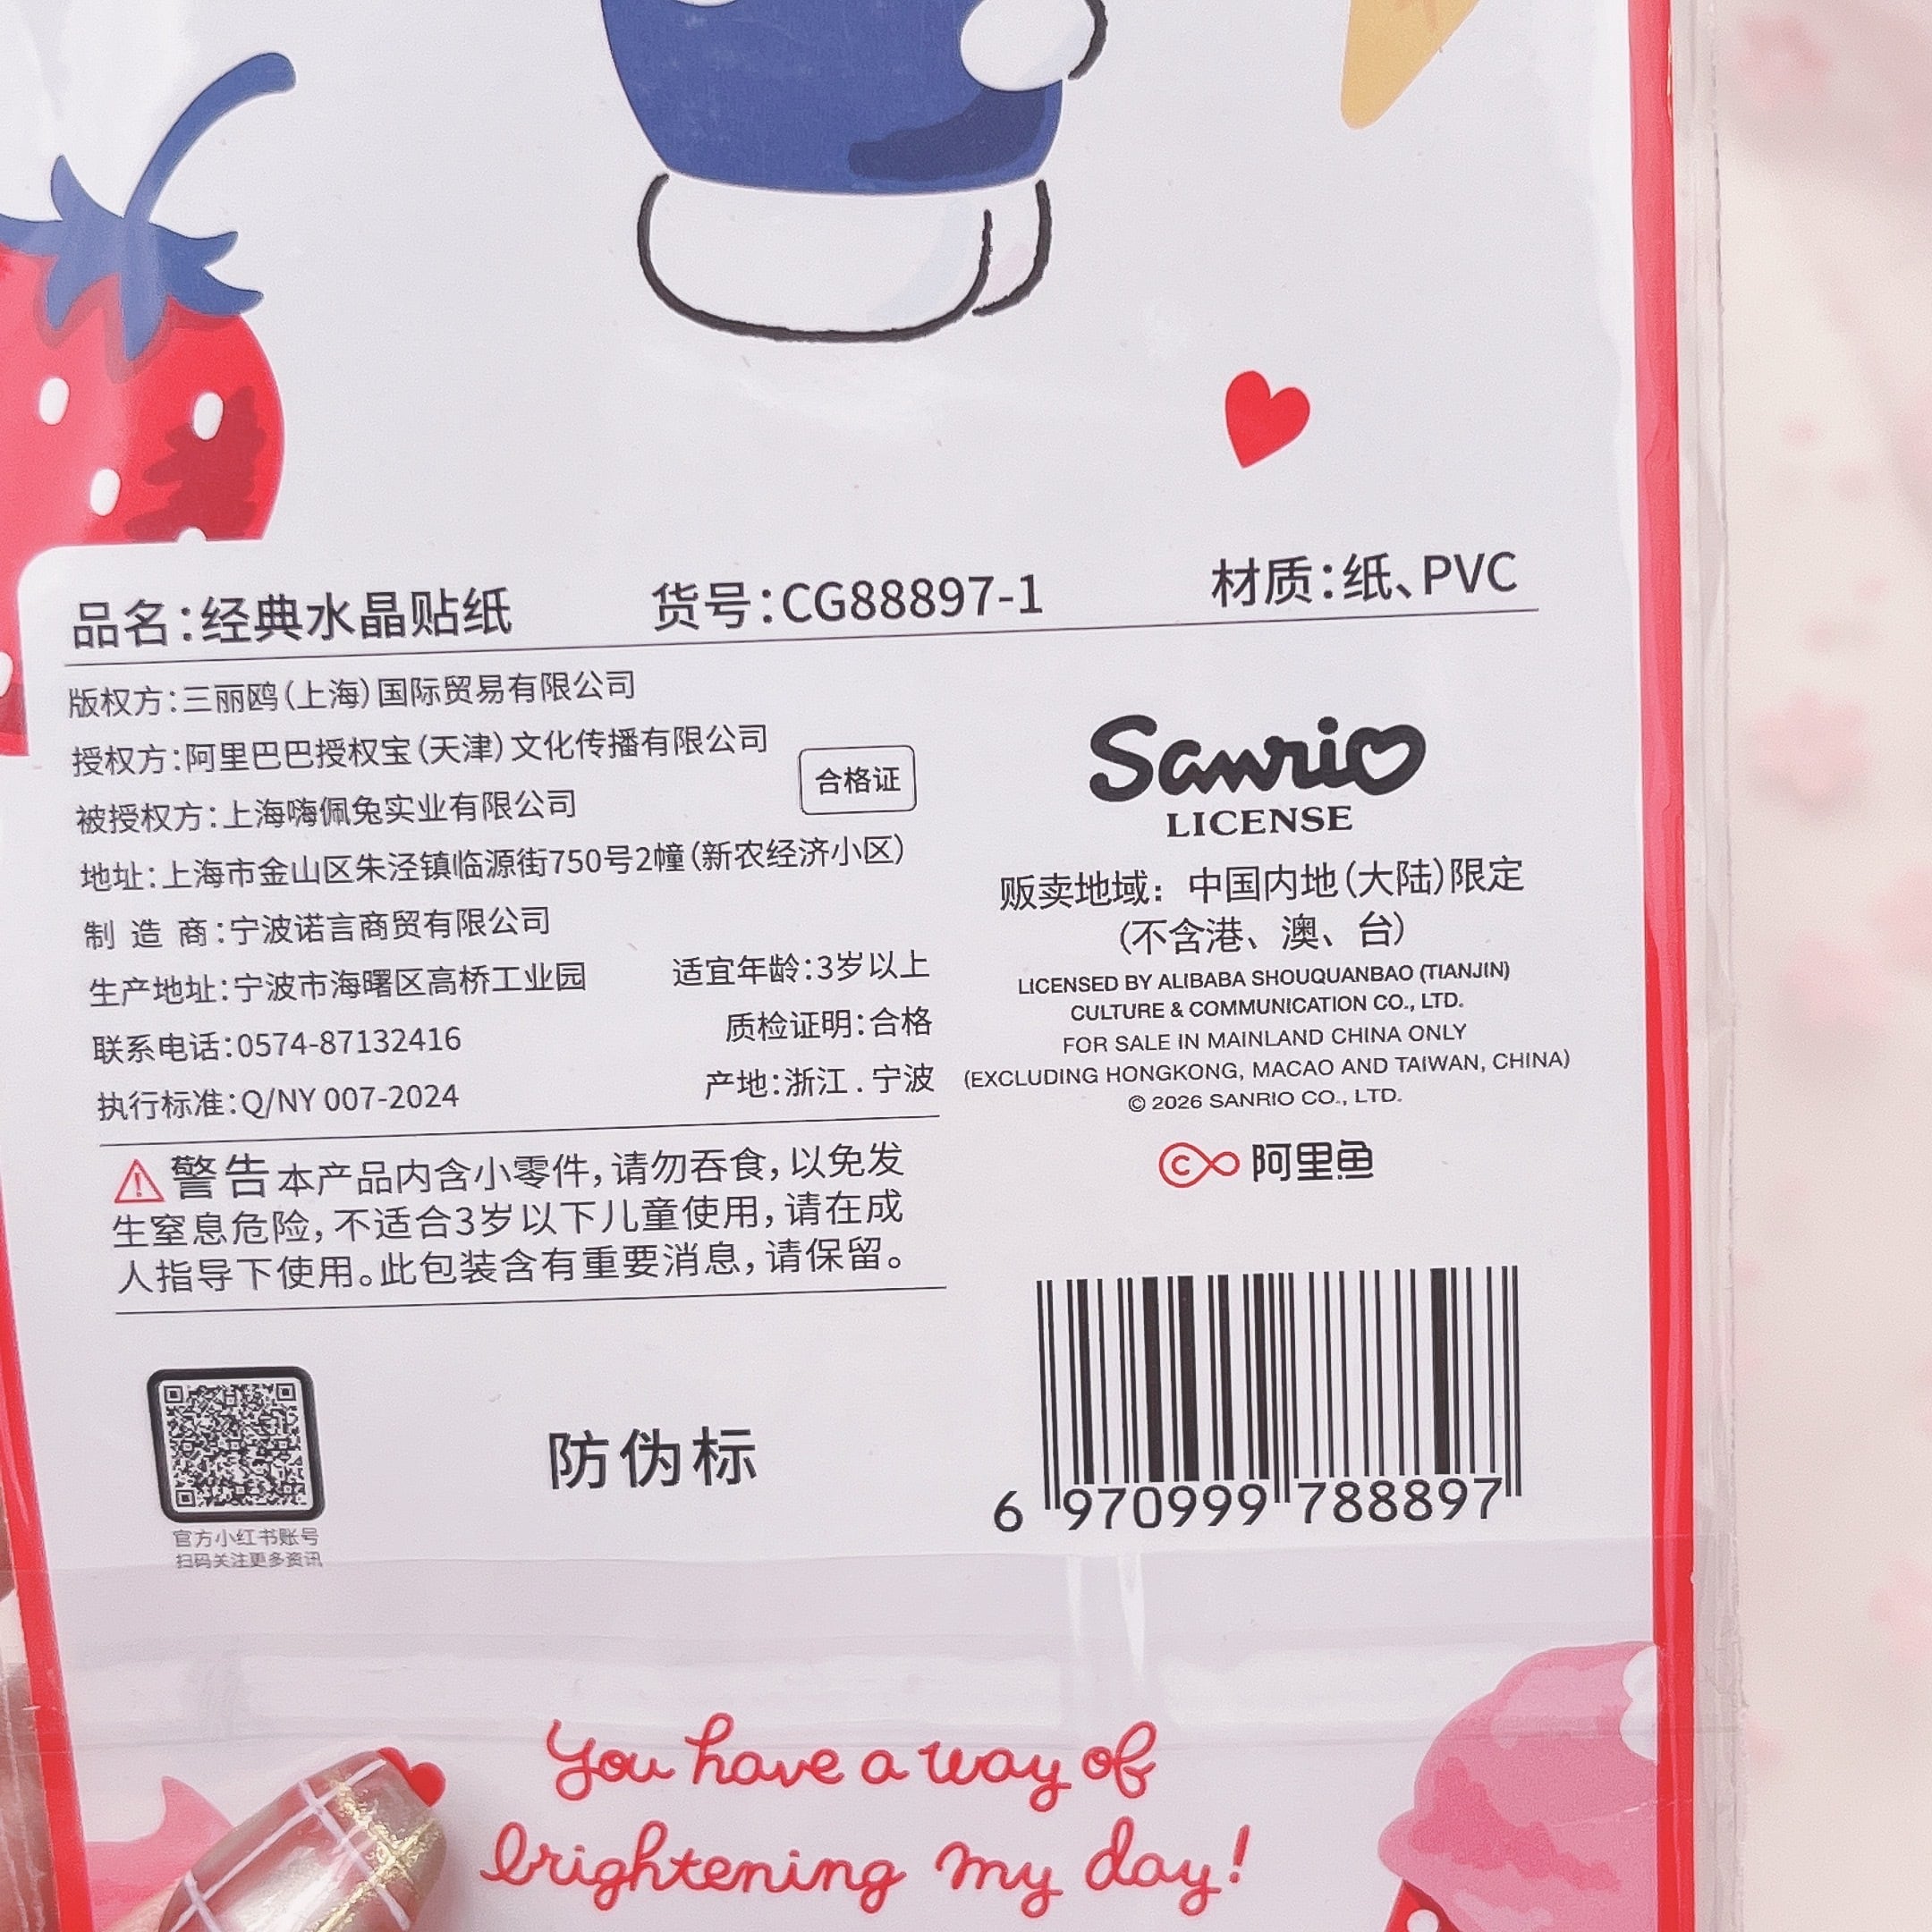 品名：经典水晶贴纸 货号：CG88897-1 材质：纸、PVC
版权方：三丽鸥（上海）国际贸易有限公司
授权方：阿里巴巴授权宝（天津）文化传播有限公司
被授权方：上海嗨佩兔实业有限公司
合格证
地址：上海市金山区朱泾镇临源街750号2幢（新农经济小区）
制 造 商：宁波诺言商贸有限公司
生产地址：宁波市海曙区高桥工业园 适宜年龄：3岁以上
联系电话：0574-87132416 质检证明：合格
执行标准：Q/NY 007-2024 产地：浙江 . 宁波
警告 本产品内含小零件，请勿吞食，以免发
生窒息危险，不适合3岁以下儿童使用，请在成
人指导下使用。此包装含有重要消息，请保留。
官方小红书账号
扫码关注更多资讯
防伪标
Sanrio
LICENSE
贩卖地域：中国内地（大陆）限定
（不含港、澳、台）
LICENSED BY ALIBABA SHOUQUANBAO (TIANJIN)
CULTURE & COMMUNICATION CO., LTD.
FOR SALE IN MAINLAND CHINA ONLY
(EXCLUDING HONGKONG, MACAO AND TAIWAN, CHINA)
© 2026 SANRIO CO., LTD.
阿里鱼
6 970999 788897
You have a way of
brightening my day!